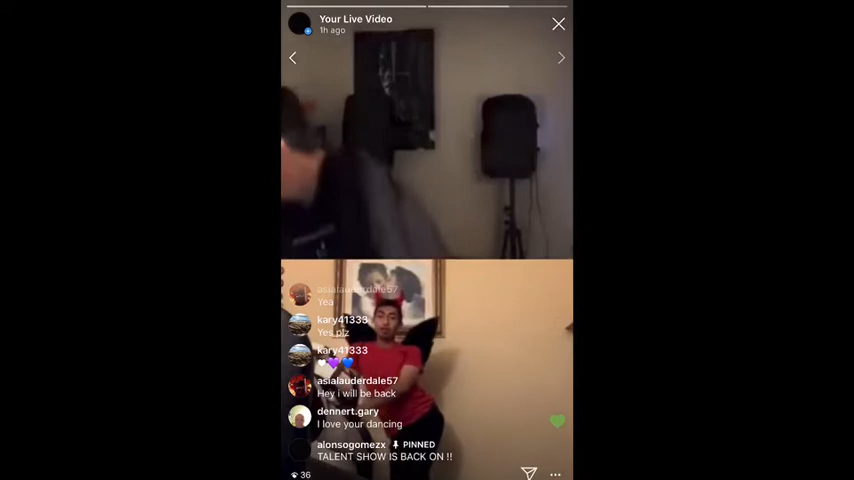 Your Live Video
1h ago
asialauderdale57
Yea
kary41333
Yes plz
kary41333
asialauderdale57
Hey i will be back
dennert.gary
I love your dancing
alonsogomezx PINNED
TALENT SHOW IS BACK ON !!
36